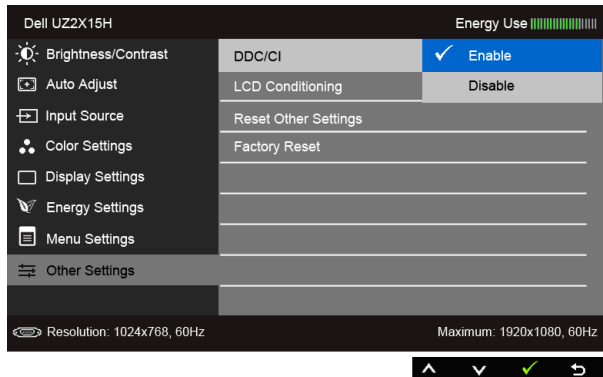 Dell UZ2X15H Energy Use
Brightness/Contrast DDC/CI Enable
Auto Adjust LCD Conditioning Disable
Input Source Reset Other Settings
Color Settings Factory Reset
Display Settings
Energy Settings
Menu Settings
Other Settings
Resolution: 1024x768, 60Hz Maximum: 1920x1080, 60Hz